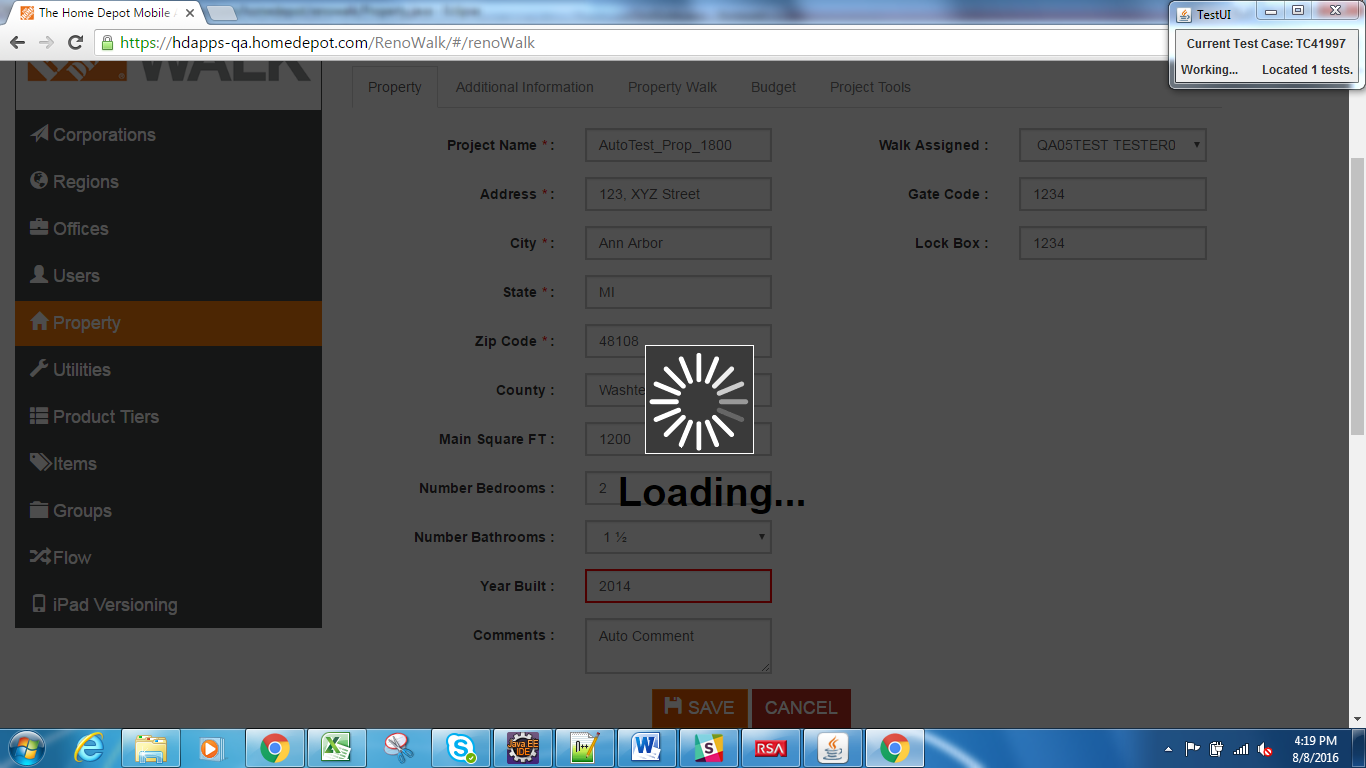 The Home Depot Mobile A
TestUI
https://hdapps-qa.homedepot.com/RenoWalk/#/renoWalk
Current Test Case: TC41997
Working... Located 1 tests.
WALK
Property Additional Information Property Walk Budget Project Tools
Corporations
Regions
Offices
Users
Property
Utilities
Product Tiers
Items
Groups
Flow
iPad Versioning
Project Name * : AutoTest_Prop_1800
Address * : 123, XYZ Street
City * : Ann Arbor
State * : MI
Zip Code * : 48108
County : Washte
Main Square FT : 1200
Number Bedrooms : 2
Number Bathrooms : 1 ½
Year Built : 2014
Comments : Auto Comment
Walk Assigned : QA05TEST TESTER0
Gate Code : 1234
Lock Box : 1234
Loading...
SAVE CANCEL
Java EE
IDE
n++
RSA
4:19 PM
8/8/2016